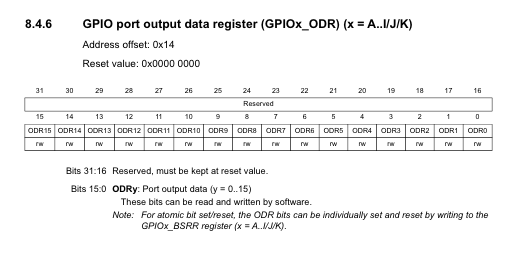 8.4.6 GPIO port output data register (GPIOx_ODR) (x = A..I/J/K)
Address offset: 0x14
Reset value: 0x0000 0000
31 30 29 28 27 26 25 24 23 22 21 20 19 18 17 16
Reserved
15 14 13 12 11 10 9 8 7 6 5 4 3 2 1 0
ODR15 ODR14 ODR13 ODR12 ODR11 ODR10 ODR9 ODR8 ODR7 ODR6 ODR5 ODR4 ODR3 ODR2 ODR1 ODR0
rw rw rw rw rw rw rw rw rw rw rw rw rw rw rw rw
Bits 31:16 Reserved, must be kept at reset value.
Bits 15:0 ODRy: Port output data (y = 0..15)
These bits can be read and written by software.
Note: For atomic bit set/reset, the ODR bits can be individually set and reset by writing to the
GPIOx_BSRR register (x = A..I/J/K).